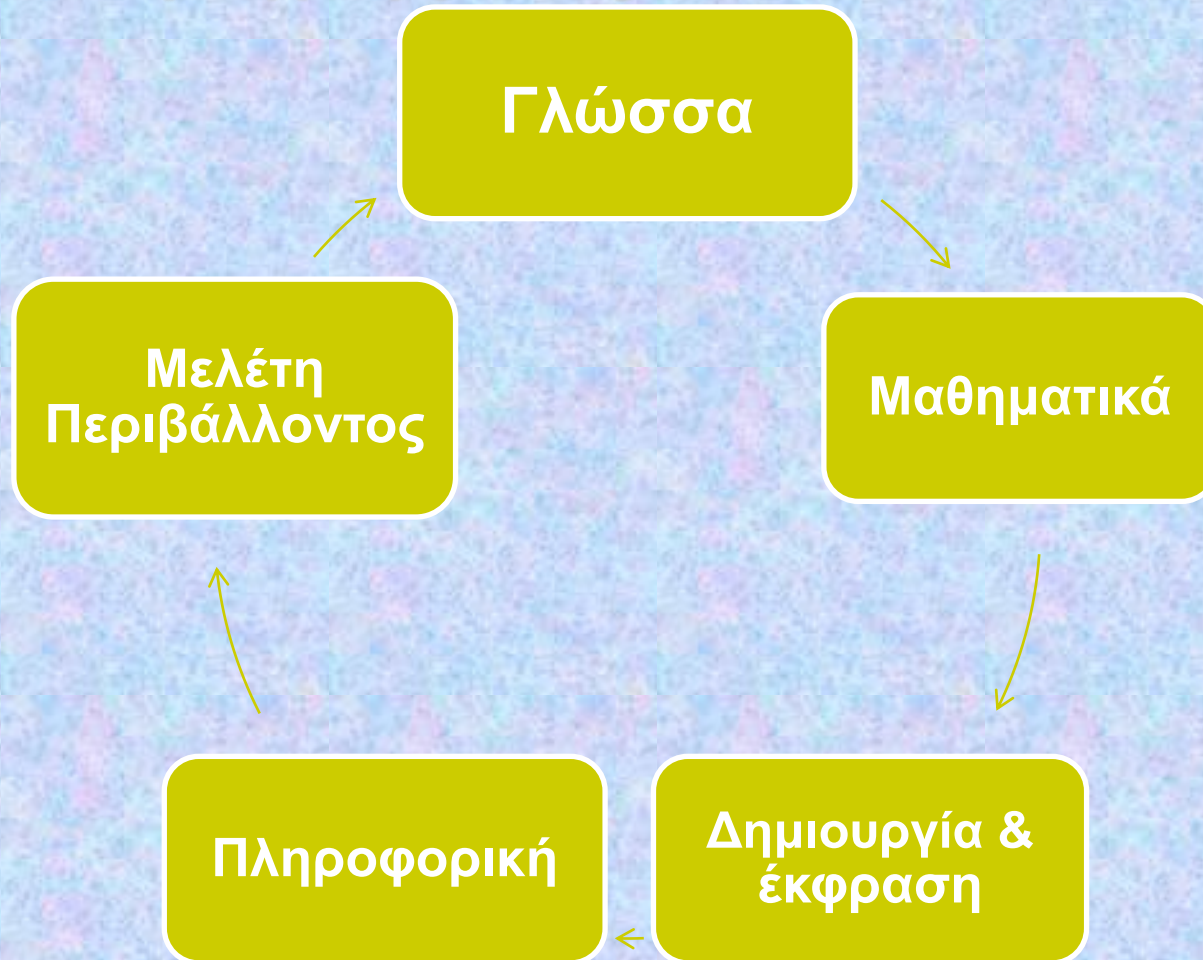 Γλώσσα
Μαθηματικά
Δημιουργία &
έκφραση
Πληροφορική
Μελέτη
Περιβάλλοντος